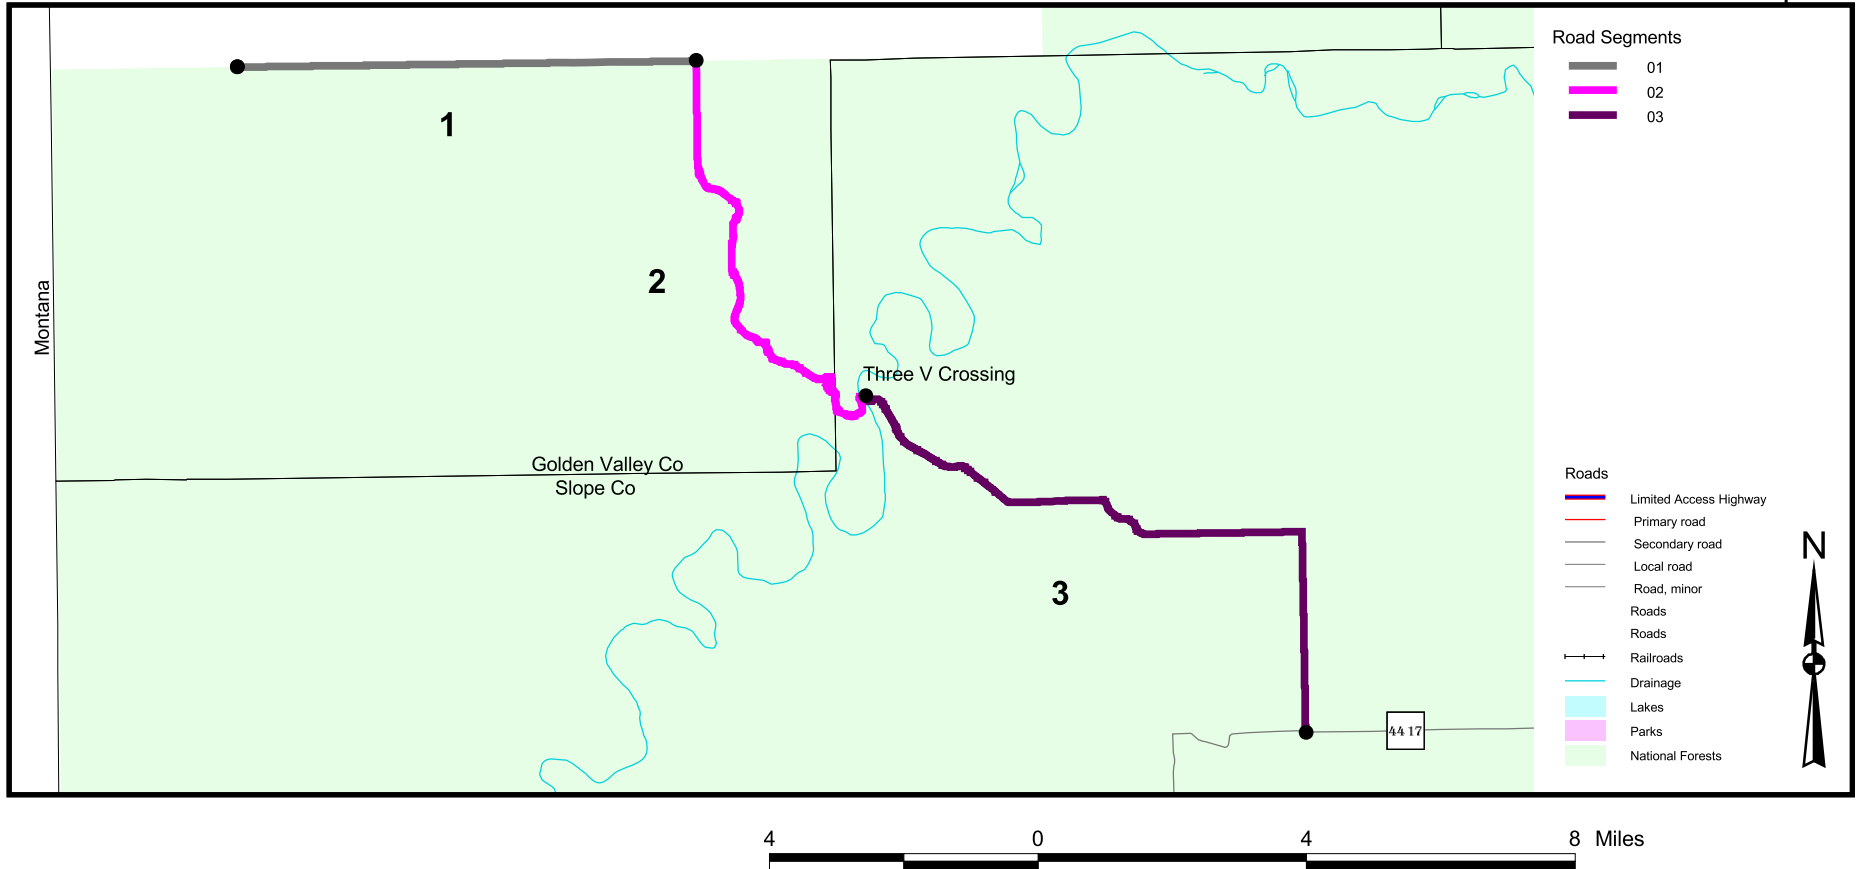 Road Segments
01
02
03
1
2
Montana
Three V Crossing
Golden Valley Co
Slope Co
3
4417
Roads
Limited Access Highway
Primary road
Secondary road
Local road
Road, minor
Roads
Roads
Railroads
Drainage
Lakes
Parks
National Forests
N
4 0 4 8 Miles